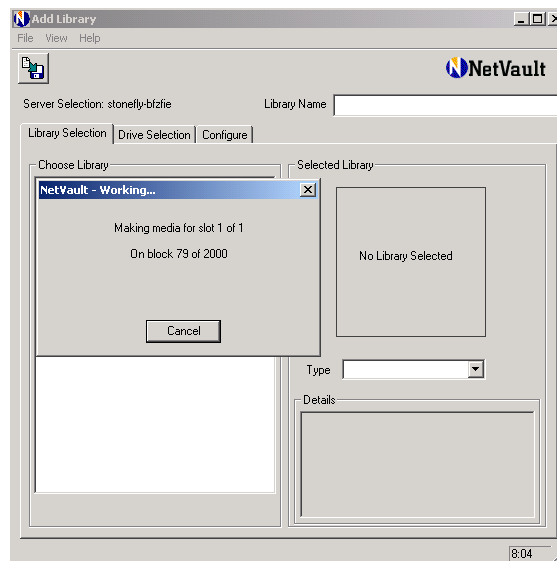 Add Library
File View Help
NetVault
Server Selection: stonefly-bfzfie
Library Name
Library Selection Drive Selection Configure
Choose Library
Selected Library
NetVault - Working...
Making media for slot 1 of 1
On block 79 of 2000
Cancel
No Library Selected
Type
Details
8:04